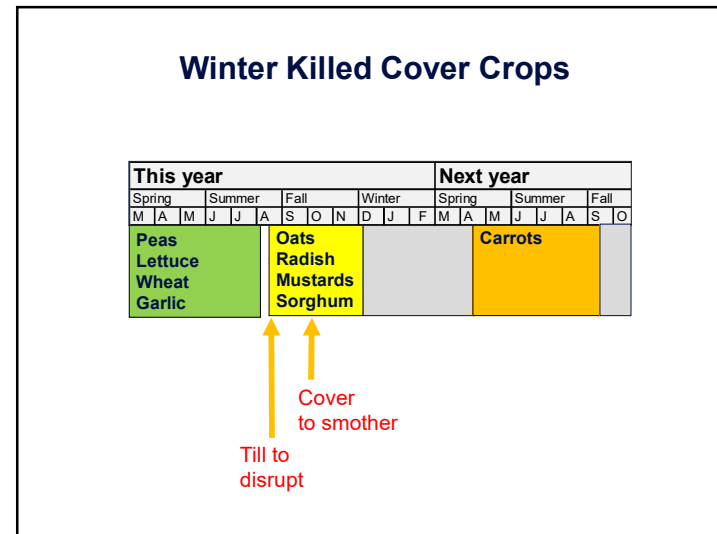 Winter Killed Cover Crops
This year Next year
Spring Summer Fall Winter Spring Summer Fall
M A M J J A S O N D J F M A M J J A S O
Peas
Lettuce
Wheat
Garlic
Oats
Radish
Mustards
Sorghum
Carrots
Cover
to smother
Till to
disrupt